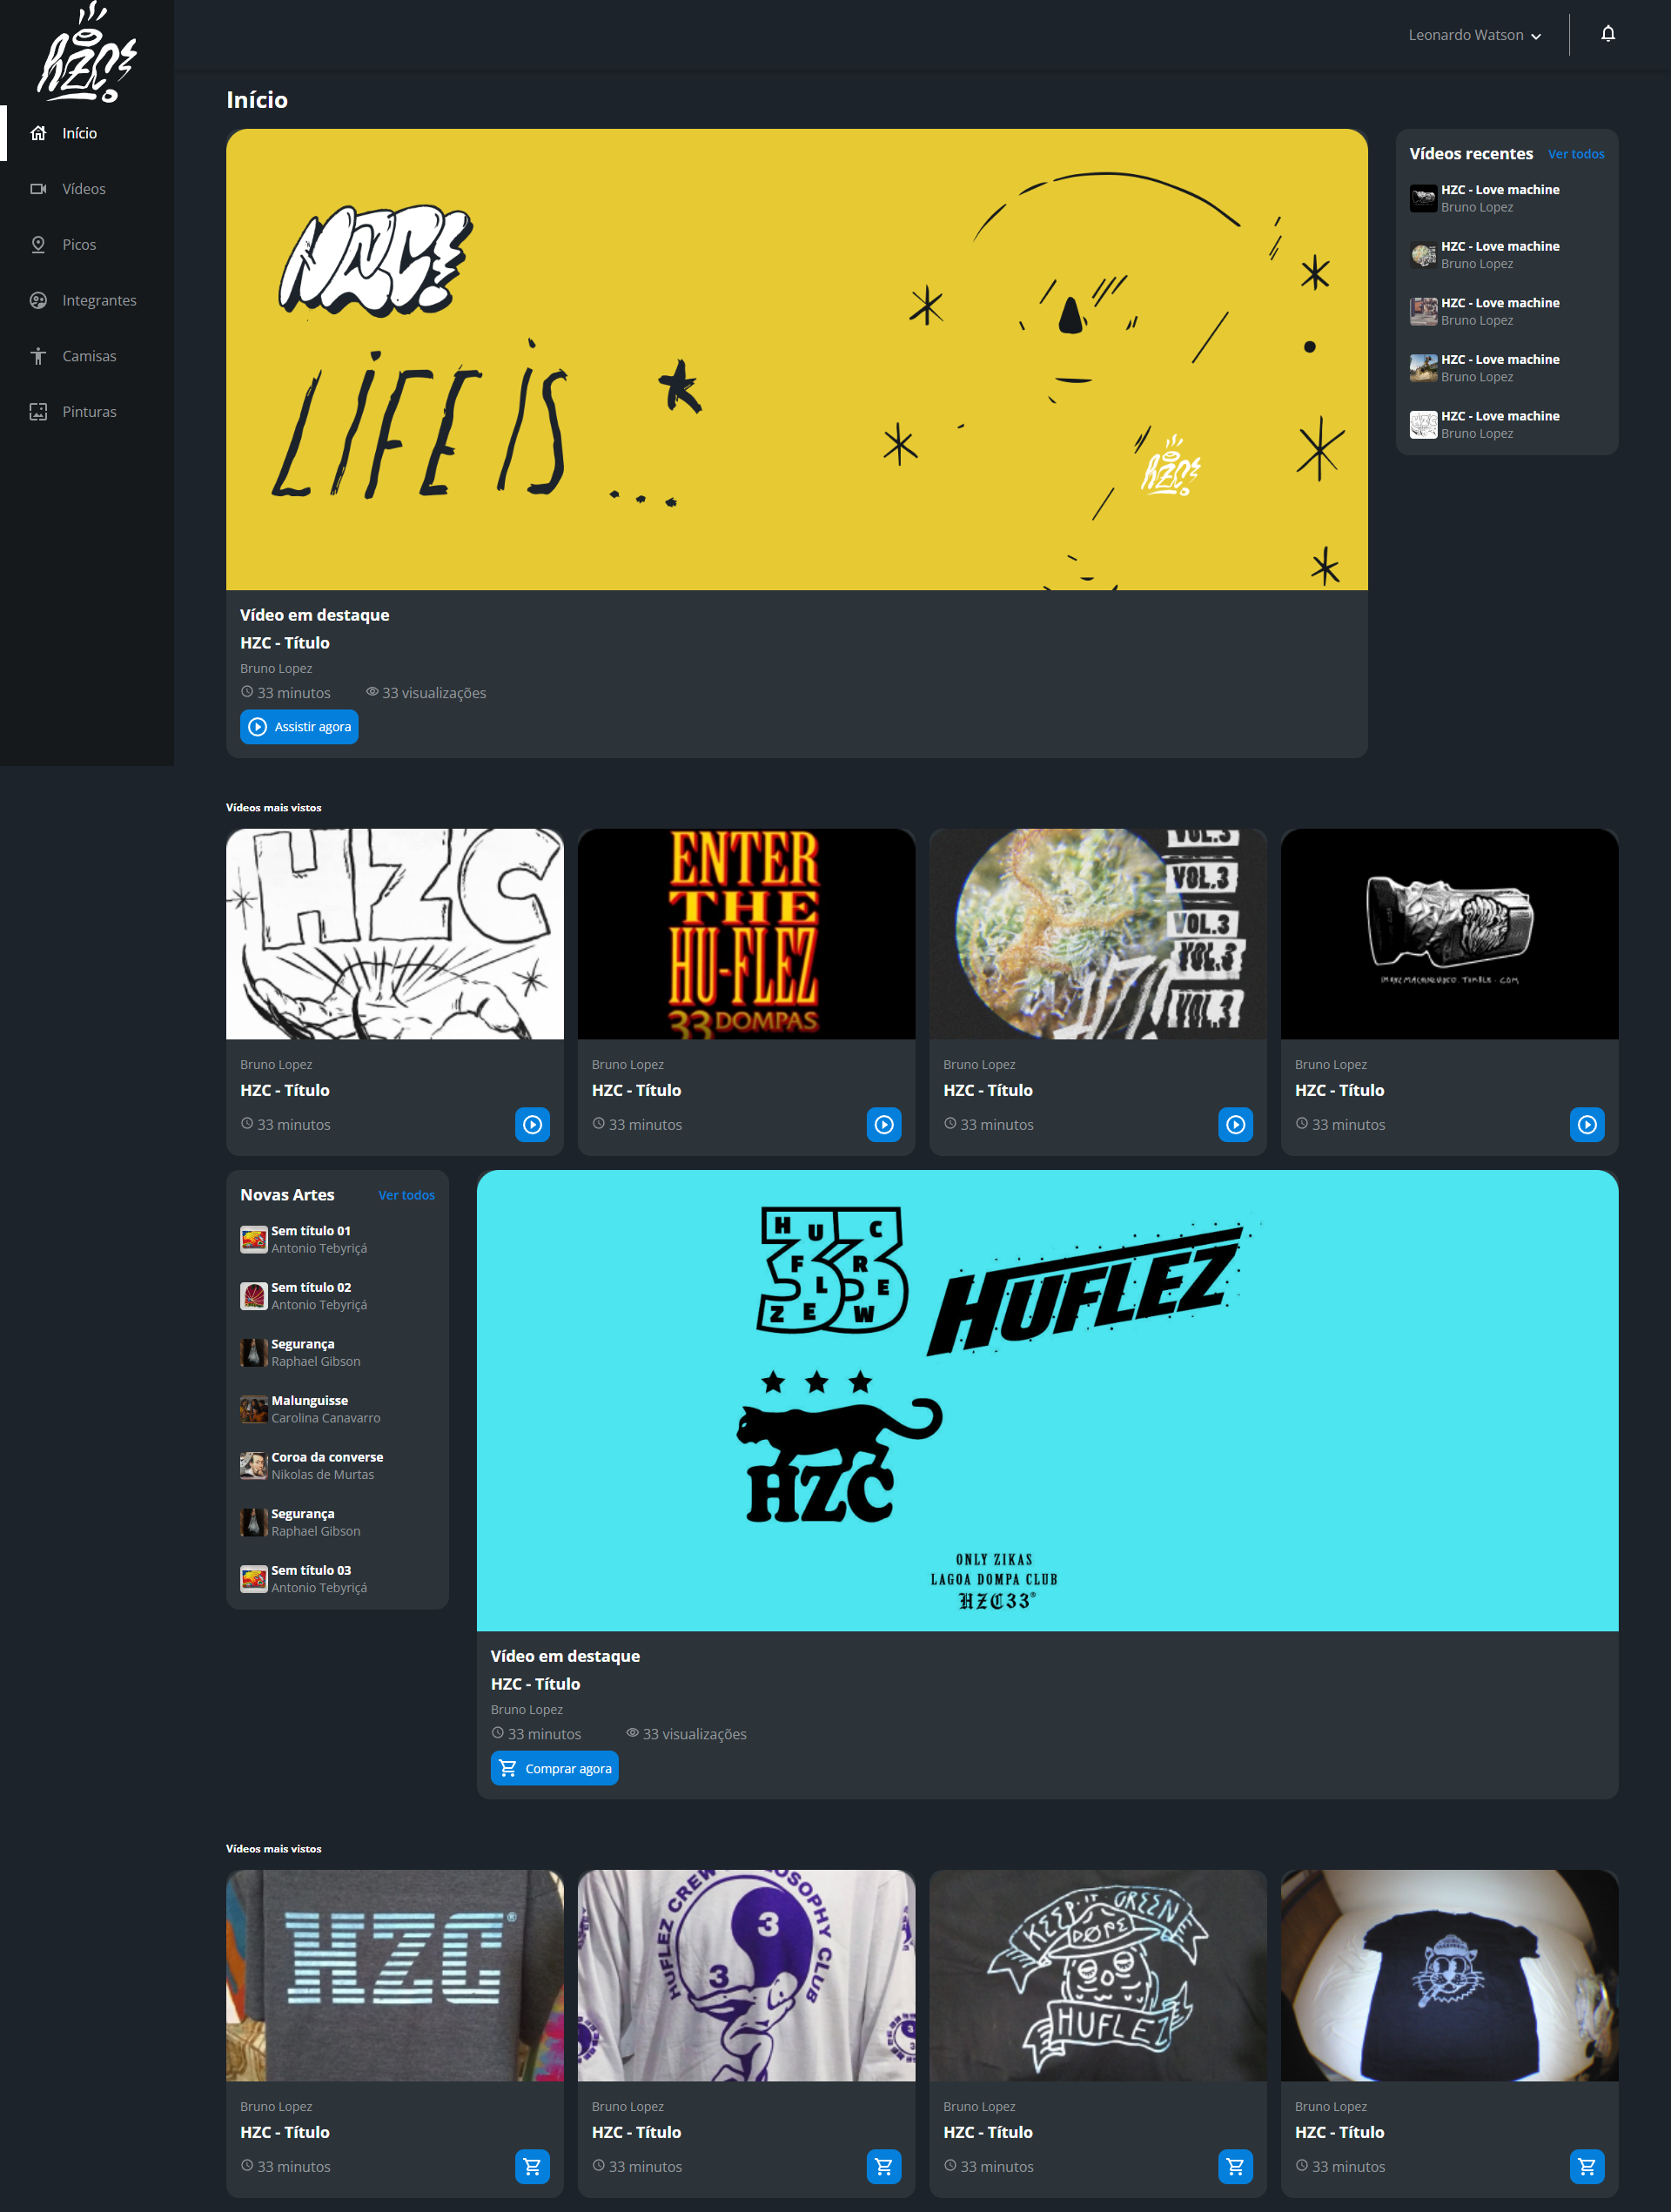 HZC!
Leonardo Watson
Início
Início
Vídeos
Picos
Integrantes
Camisas
Pinturas
HZC!
LIFE IS ...
HZC!
Vídeo em destaque
HZC - Título
Bruno Lopez
33 minutos 33 visualizações
Assistir agora
Vídeos recentes Ver todos
HZC - Love machine
Bruno Lopez
HZC - Love machine
Bruno Lopez
HZC - Love machine
Bruno Lopez
HZC - Love machine
Bruno Lopez
HZC - Love machine
Bruno Lopez
Vídeos mais vistos
HZC
Bruno Lopez
HZC - Título
33 minutos
ENTER
THE
HU-FLEZ
33 DOMPAS
Bruno Lopez
HZC - Título
33 minutos
VOL.3
VOL.3
VOL.3
VOL.3
Bruno Lopez
HZC - Título
33 minutos
Bruno Lopez
HZC - Título
33 minutos
Novas Artes Ver todos
Sem título 01
Antonio Tebyriçá
Sem título 02
Antonio Tebyriçá
Segurança
Raphael Gibson
Malunguisse
Carolina Canavarro
Coroa da converse
Nikolas de Murtas
Segurança
Raphael Gibson
Sem título 03
Antonio Tebyriçá
33
HUC
FLREW
ZE
HUFLEZ
HZC
ONLY ZIKAS
LAGOA DOMPA CLUB
HZC33®
Vídeo em destaque
HZC - Título
Bruno Lopez
33 minutos 33 visualizações
Comprar agora
Vídeos mais vistos
HZC®
Bruno Lopez
HZC - Título
33 minutos
HUFLEZ CREW PHILOSOPHY CLUB
3
3
Bruno Lopez
HZC - Título
33 minutos
KEEP IT GREENE
DOPE
HUFLEZ
Bruno Lopez
HZC - Título
33 minutos
Bruno Lopez
HZC - Título
33 minutos